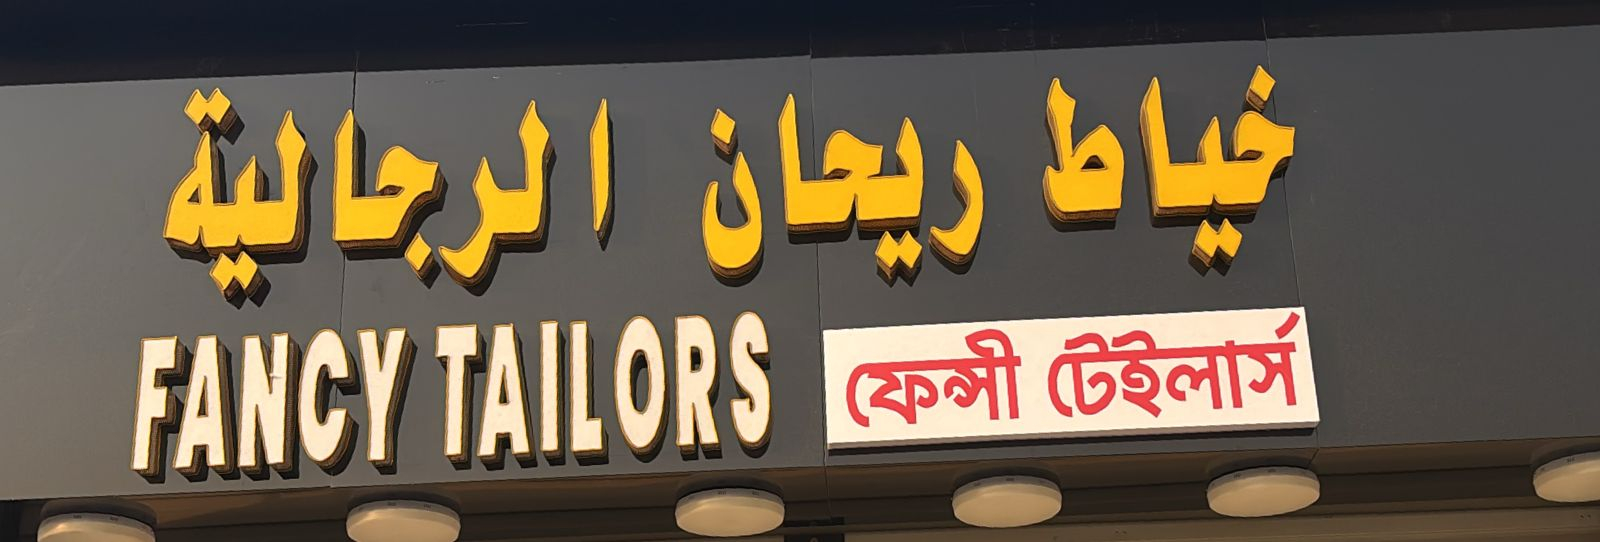 خياط ريحان الرجالية
FANCY TAILORS
ফেন্সী টেইলার্স